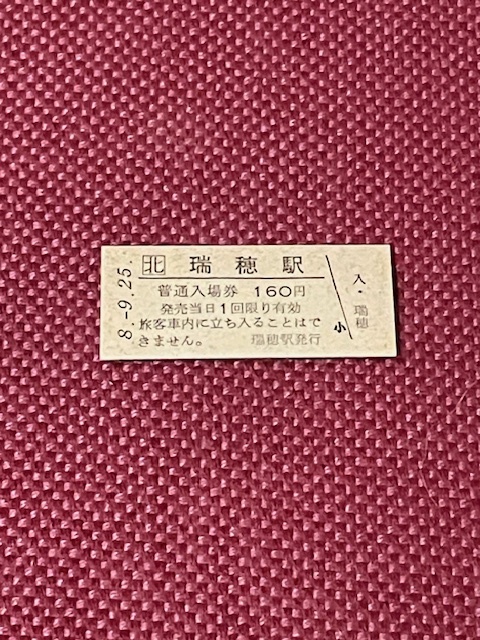 8.-9.25.
北 瑞穂駅
普通入場券 160円
発売当日1回限り有効
旅客車内に立ち入ることはで
きません。 瑞穂駅発行
小
入・瑞穂